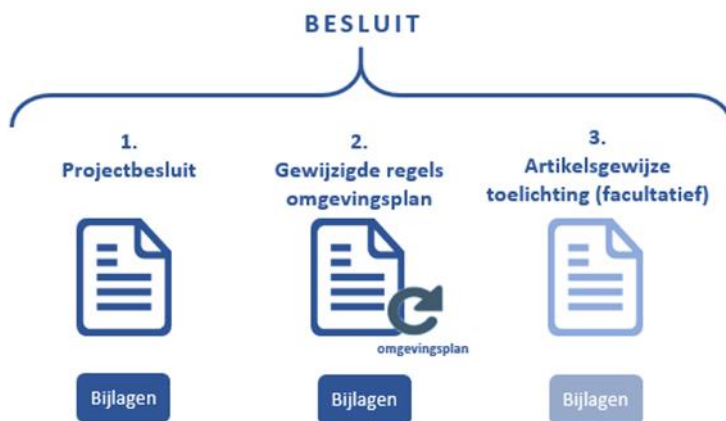 BESLUIT
1.
Projectbesluit
2.
Gewijzigde regels
omgevingsplan
3.
Artikelsgewijze
toelichting (facultatief)
omgevingsplan
Bijlagen
Bijlagen
Bijlagen